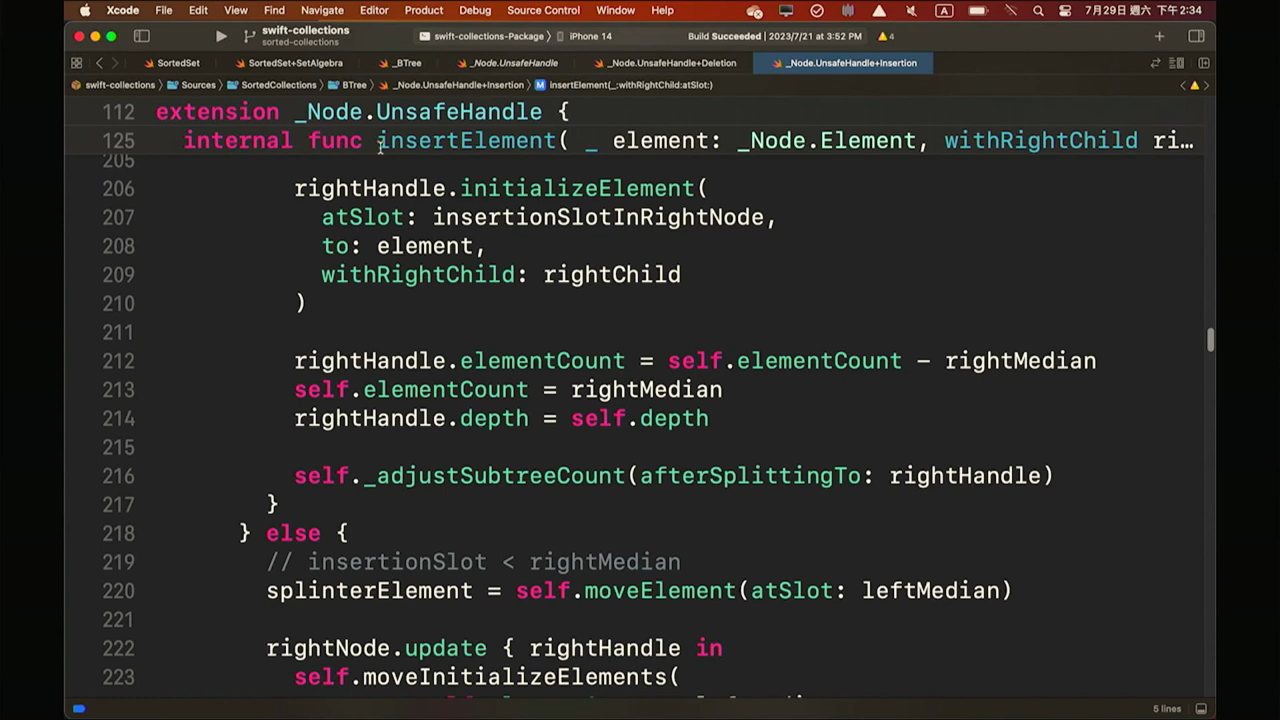 Xcode File Edit View Find Navigate Editor Product Debug Source Control Window Help A 7月29日 週六 下午 2:34
swift-collections
sorted-collections
swift-collections-Package 〉 iPhone 14
Build Succeeded | 2023/7/21 at 3:52 PM 4
SortedSet SortedSet+SetAlgebra _BTree _Node.UnsafeHandle _Node.UnsafeHandle+Deletion _Node.UnsafeHandle+Insertion
swift-collections 〉 Sources 〉 SortedCollections 〉 BTree 〉 _Node.UnsafeHandle+Insertion 〉 M insertElement(_:withRightChild:atSlot:)
112 extension _Node.UnsafeHandle {
125 internal func insertElement( _ element: _Node.Element, withRightChild ri…
205
206 rightHandle.initializeElement(
207 atSlot: insertionSlotInRightNode,
208 to: element,
209 withRightChild: rightChild
210 )
211
212 rightHandle.elementCount = self.elementCount - rightMedian
213 self.elementCount = rightMedian
214 rightHandle.depth = self.depth
215
216 self._adjustSubtreeCount(afterSplittingTo: rightHandle)
217 }
218 } else {
219 // insertionSlot < rightMedian
220 splinterElement = self.moveElement(atSlot: leftMedian)
221
222 rightNode.update { rightHandle in
223 self.moveInitializeElements(
5 lines